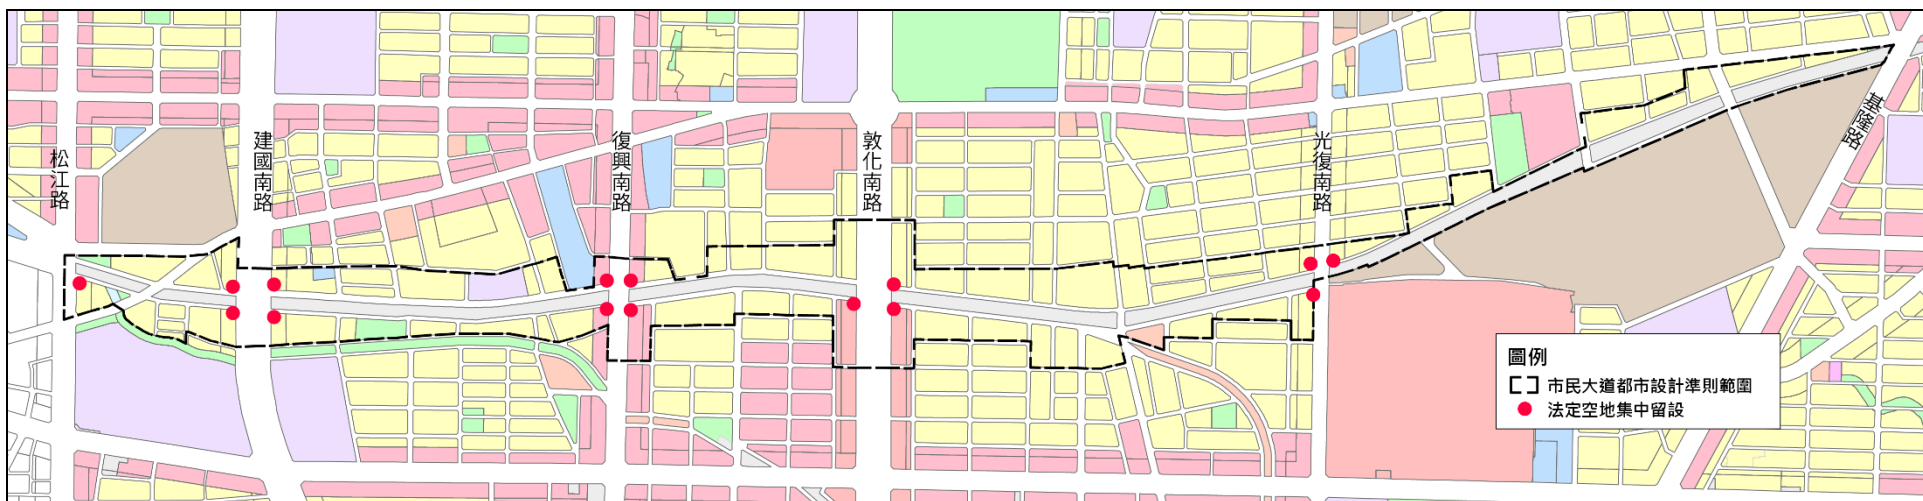 松江路
建國南路
復興南路
敦化南路
光復南路
基隆路
圖例
市民大道都市設計準則範圍
法定空地集中留設